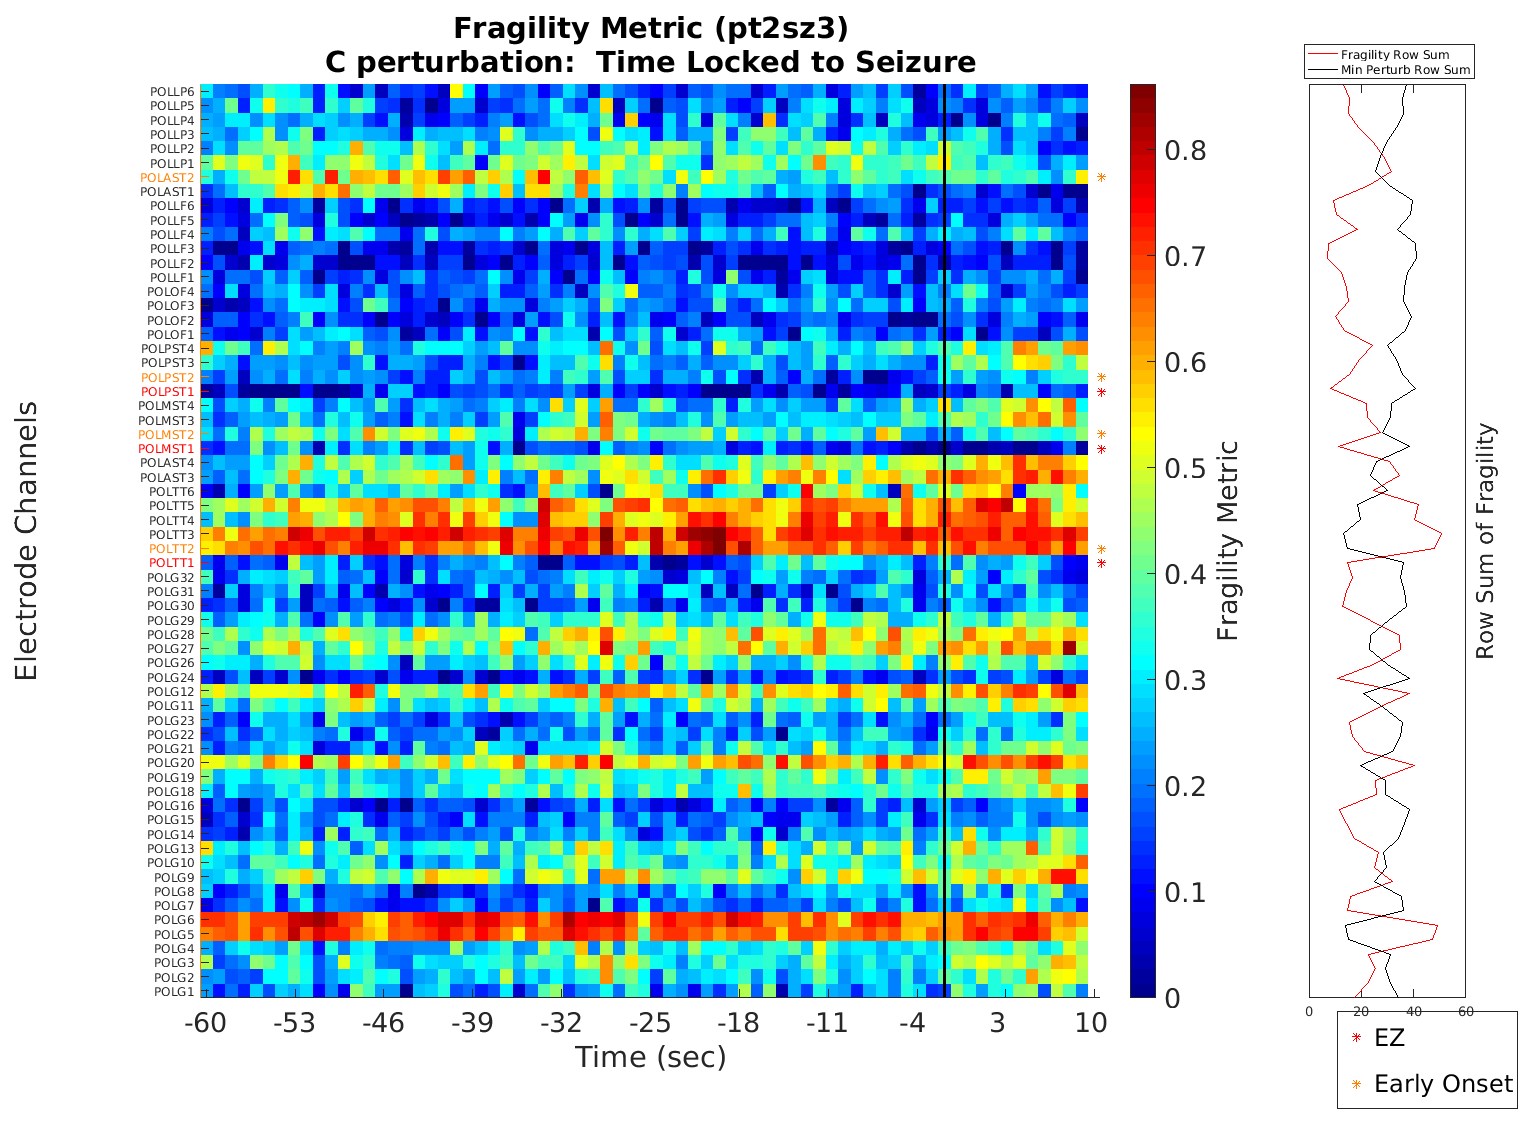 Fragility Metric (pt2sz3)
C perturbation:  Time Locked to Seizure
Fragility Row Sum
Min Perturb Row Sum
Electrode Channels
POLLP6
POLLP5
POLLP4
POLLP3
POLLP2
POLLP1
POLAST2
POLAST1
POLLF6
POLLF5
POLLF4
POLLF3
POLLF2
POLLF1
POLOF4
POLOF3
POLOF2
POLOF1
POLPST4
POLPST3
POLPST2
POLPST1
POLMST4
POLMST3
POLMST2
POLMST1
POLAST4
POLAST3
POLTT6
POLTT5
POLTT4
POLTT3
POLTT2
POLTT1
POLG32
POLG31
POLG30
POLG29
POLG28
POLG27
POLG26
POLG24
POLG12
POLG11
POLG23
POLG22
POLG21
POLG20
POLG19
POLG18
POLG16
POLG15
POLG14
POLG13
POLG10
POLG9
POLG8
POLG7
POLG6
POLG5
POLG4
POLG3
POLG2
POLG1
-60 -53 -46 -39 -32 -25 -18 -11 -4 3 10
Time (sec)
0.8
0.7
0.6
0.5
0.4
0.3
0.2
0.1
0
Fragility Metric
0 20 40 60
Row Sum of Fragility
EZ
Early Onset